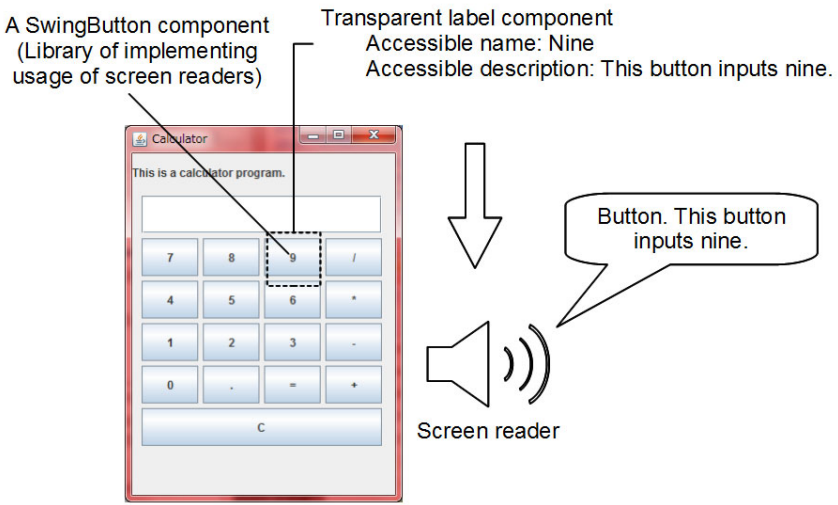 A SwingButton component
(Library of implementing
usage of screen readers)
Transparent label component
Accessible name: Nine
Accessible description: This button inputs nine.
Calculator
This is a calculator program.
7 8 9 /
4 5 6 *
1 2 3 -
0 . = +
C
Button. This button
inputs nine.
Screen reader